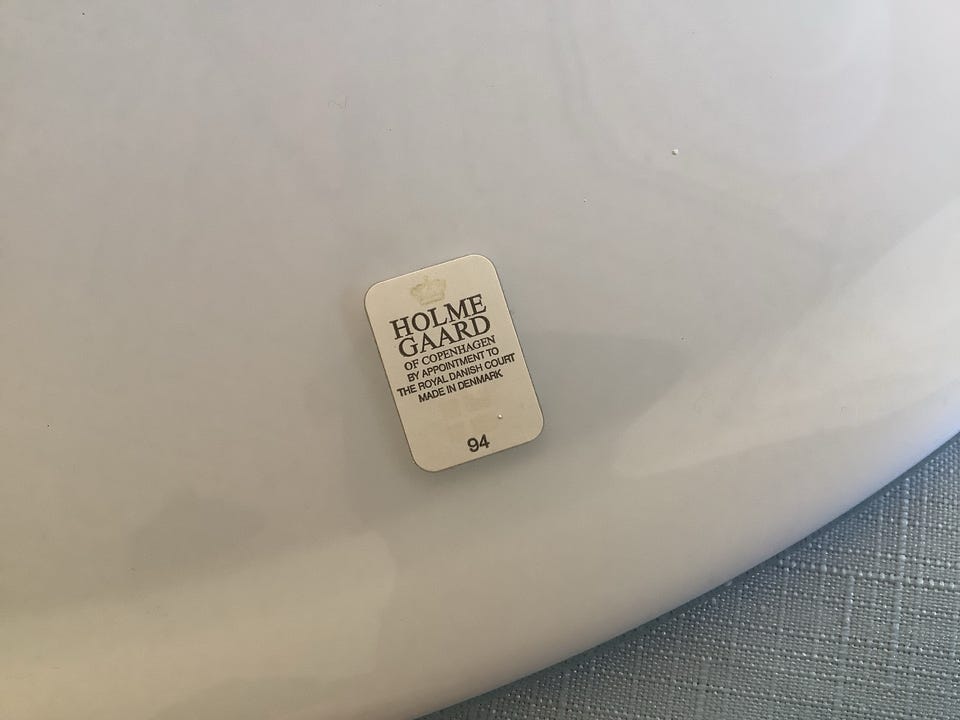 HOLME
GAARD
OF COPENHAGEN
BY APPOINTMENT TO
THE ROYAL DANISH COURT
MADE IN DENMARK
94